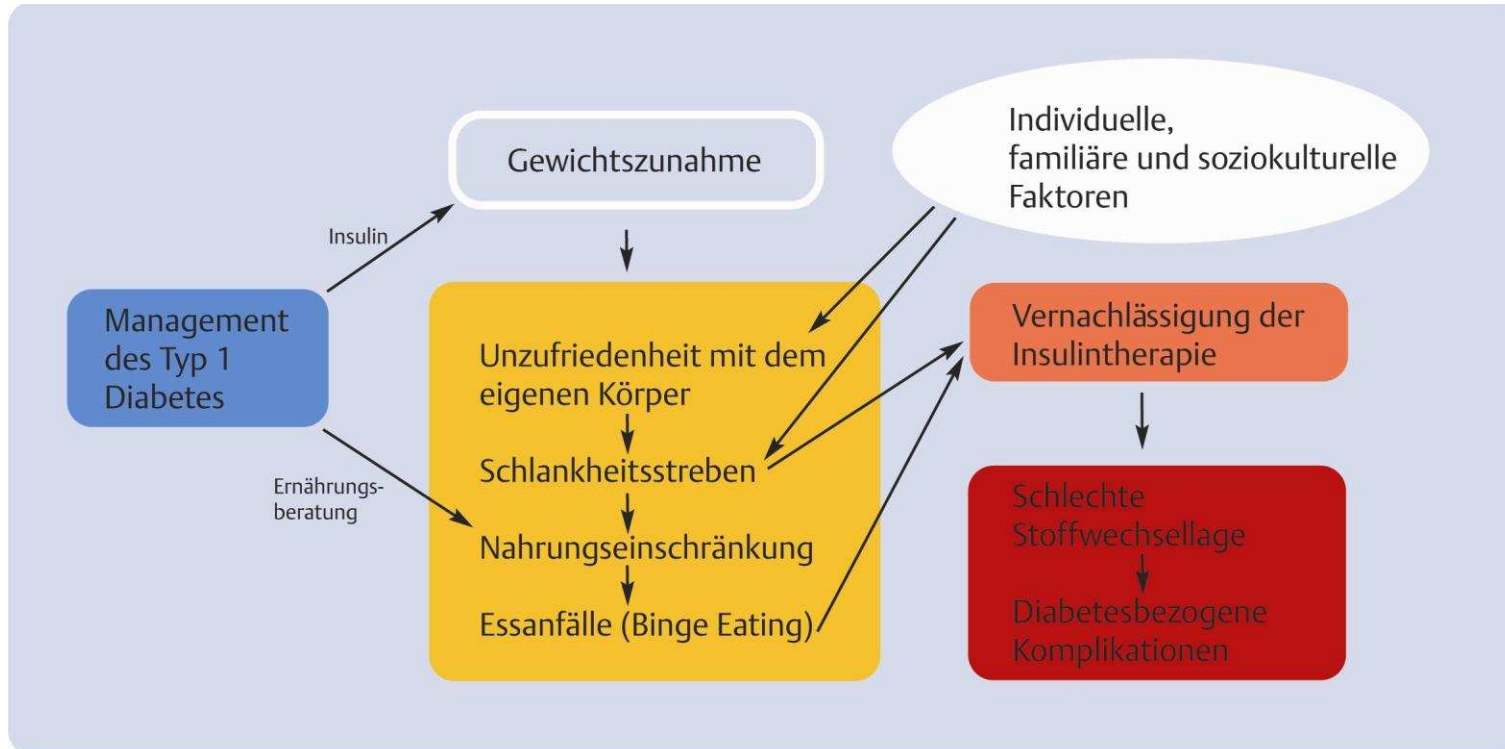 Gewichtszunahme
Individuelle,
familiäre und soziokulturelle
Faktoren
Insulin
Management
des Typ 1
Diabetes
Ernährungs-
beratung
Unzufriedenheit mit dem
eigenen Körper
Schlankheitsstreben
Nahrungseinschränkung
Essanfälle (Binge Eating)
Vernachlässigung der
Insulintherapie
Schlechte
Stoffwechsellage
Diabetesbezogene
Komplikationen